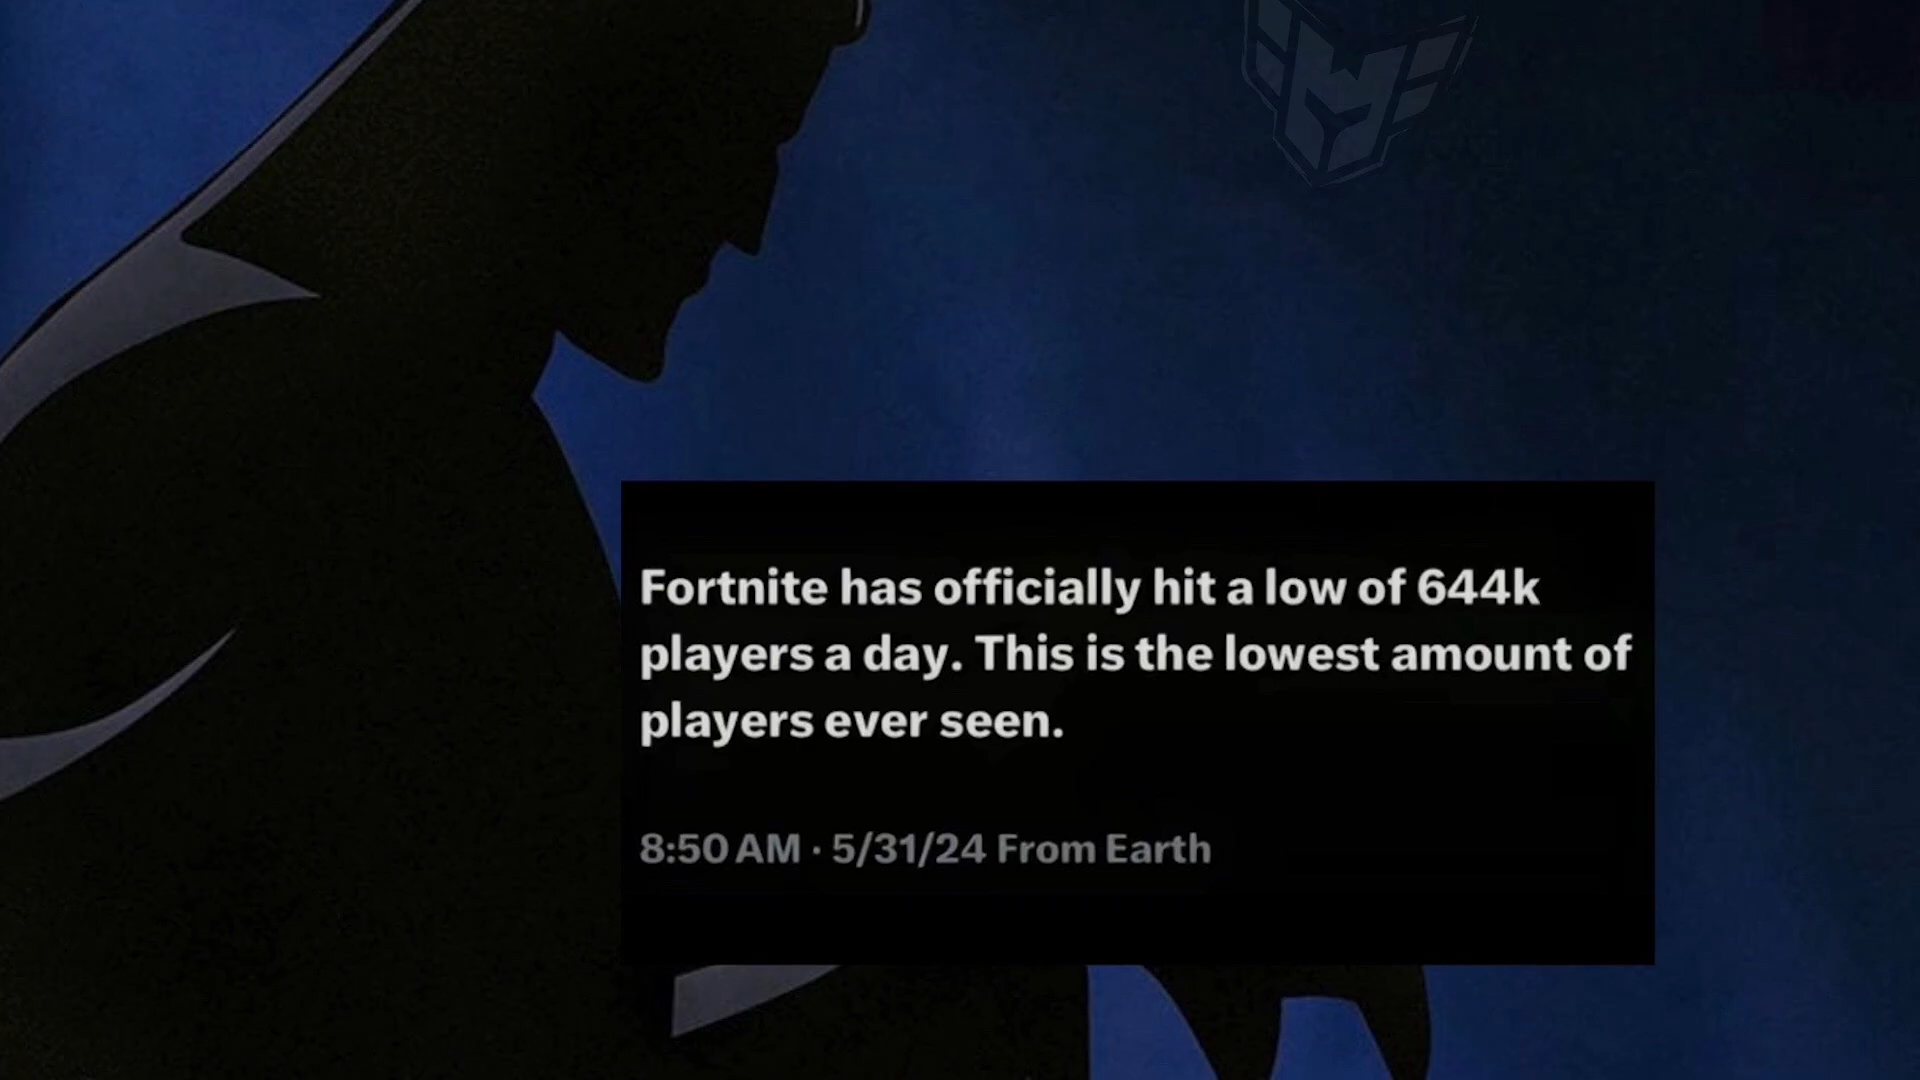 Fortnite has officially hit a low of 644k
players a day. This is the lowest amount of
players ever seen.
8:50 AM · 5/31/24 From Earth